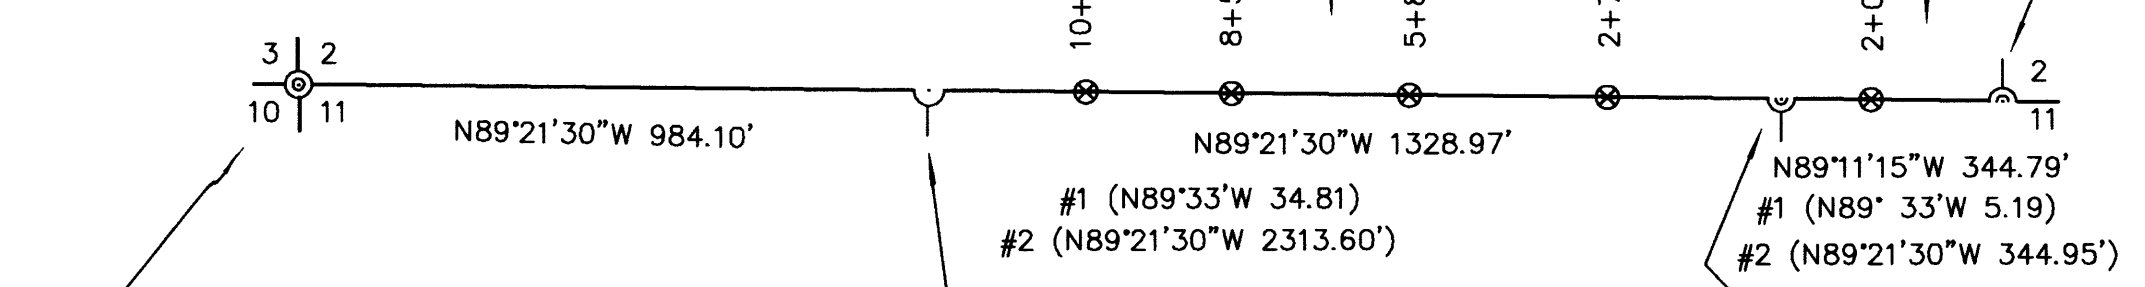 3 2
10 11
N89°21'30"W 984.10'
10+
8+5
5+8
2+7
2+0
N89°21'30"W 1328.97'
#1 (N89°33'W 34.81)
#2 (N89°21'30"W 2313.60')
2
11
N89°11'15"W 344.79'
#1 (N89° 33'W 5.19)
#2 (N89°21'30"W 344.95')